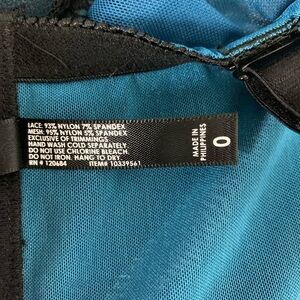 LACE: 93% NYLON 7% SPANDEX
MESH: 95% NYLON 5% SPANDEX
EXCLUSIVE OF TRIMMINGS
HAND WASH COLD SEPARATELY.
DO NOT USE CHLORINE BLEACH.
DO NOT IRON. HANG TO DRY.
RN # 120684 ITEM# 10339561
MADE IN
PHILIPPINES
0